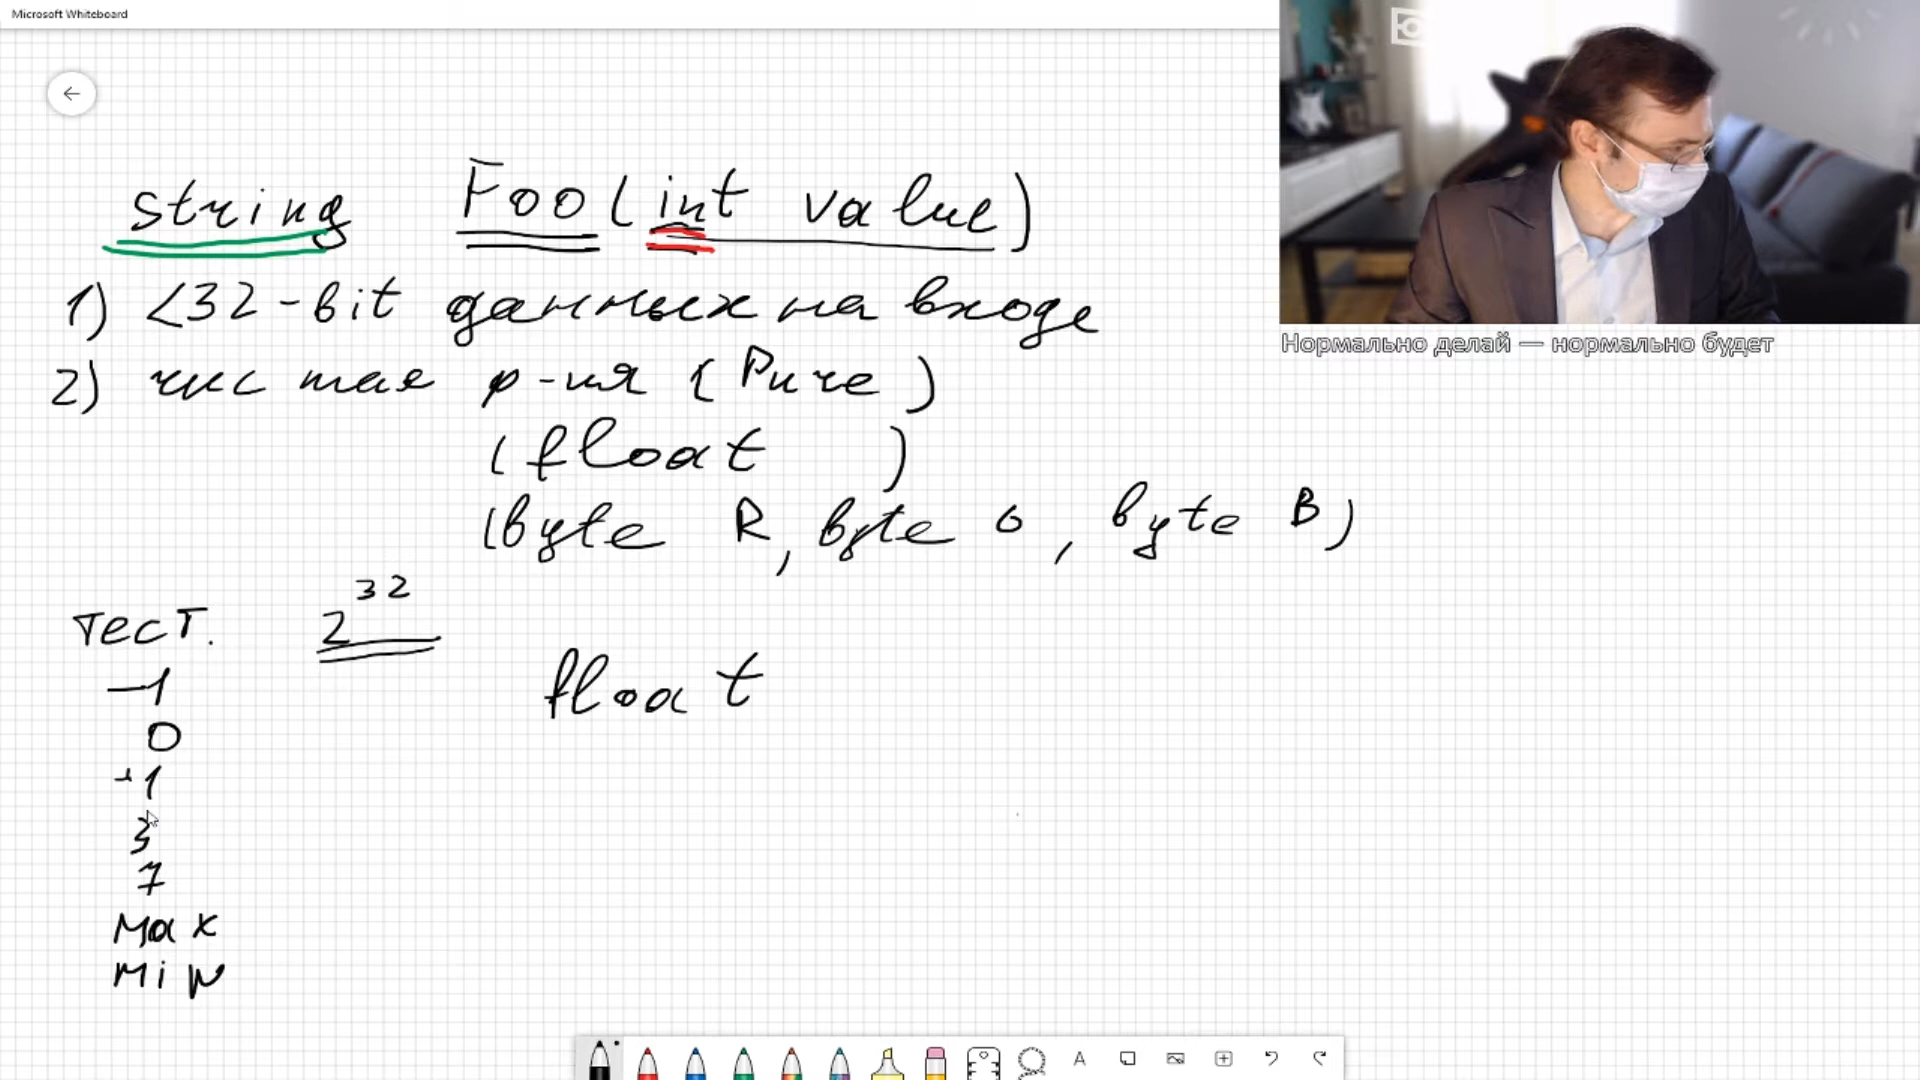 Microsoft Whiteboard
string Foo(int value)
1) <32-bit данных на входе
2) чистая ф-ия (Pure)
(float )
(byte R, byte G, byte B)
Нормально делай — нормально будет
Тест. 2^32
-1
0
+1
3
7
Max
Min
float
A